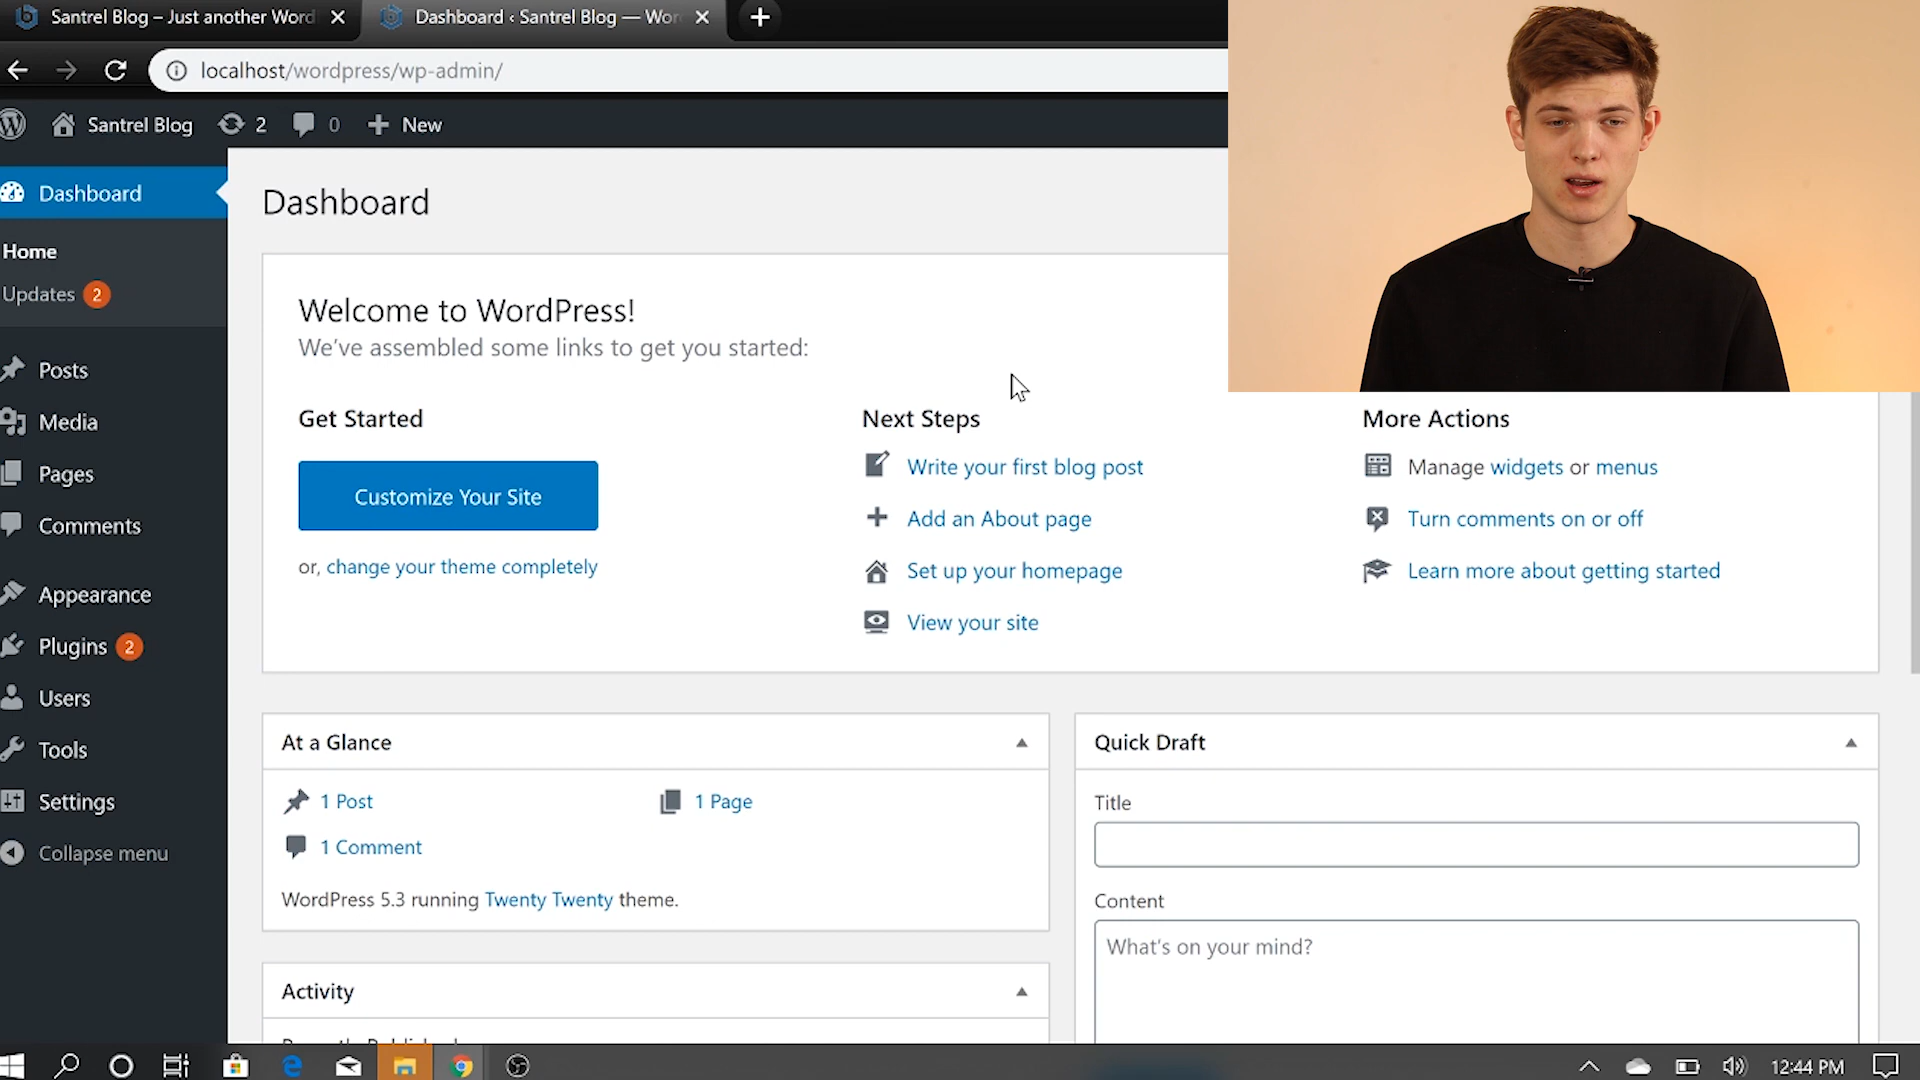 Santrel Blog – Just another Word
Dashboard ‹ Santrel Blog — Wor
localhost/wordpress/wp-admin/
Santrel Blog 2 0 New
Dashboard
Home
Updates 2
Posts
Media
Pages
Comments
Appearance
Plugins 2
Users
Tools
Settings
Collapse menu
Dashboard
Welcome to WordPress!
We've assembled some links to get you started:
Get Started
Customize Your Site
or, change your theme completely
Next Steps
Write your first blog post
Add an About page
Set up your homepage
View your site
More Actions
Manage widgets or menus
Turn comments on or off
Learn more about getting started
At a Glance
1 Post
1 Page
1 Comment
WordPress 5.3 running Twenty Twenty theme.
Activity
Quick Draft
Title
Content
What's on your mind?
12:44 PM